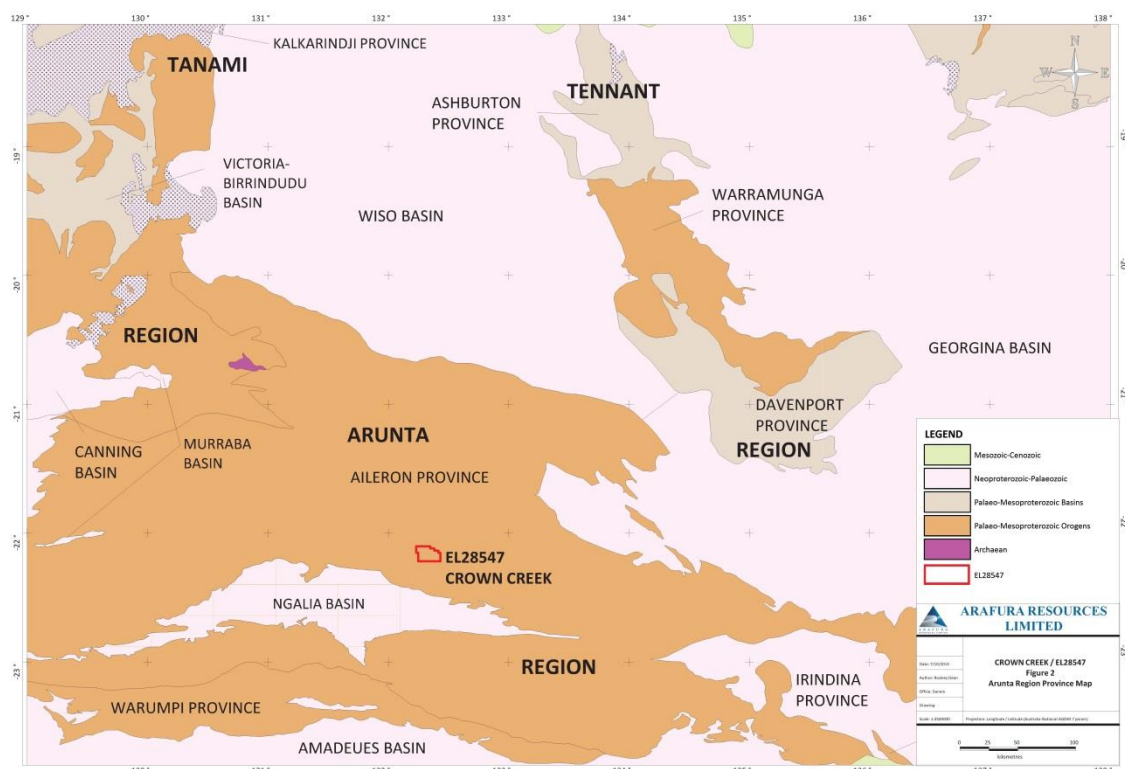 129° 130° 131° 132° 133° 134° 135° 136° 137° 138°
KALKARINDJI PROVINCE
TANAMI
TENNANT
ASHBURTON
PROVINCE
N
W E
S
-19°
VICTORIA-
BIRRINDUDU
BASIN
WISO BASIN
WARRAMUNGA
PROVINCE
-20°
REGION
GEORGINA BASIN
-21°
DAVENPORT
PROVINCE
REGION
CANNING
BASIN
MURRABA
BASIN
ARUNTA
AILERON PROVINCE
-22°
EL28547
CROWN CREEK
NGALIA BASIN
-23°
REGION
IRINDINA
PROVINCE
WARUMPI PROVINCE
AMADEUES BASIN
LEGEND
Mesozoic-Cenozoic
Neoproterozoic-Palaeozoic
Palaeo-Mesoproterozoic Basins
Palaeo-Mesoproterozoic Orogens
Archaean
EL28547
ARAFURA
ARAFURA RESOURCES
LIMITED
CROWN CREEK / EL28547
Figure 2
Arunta Region Province Map
Office: Darwin
Drawing:
0 25 50 100
kilometres